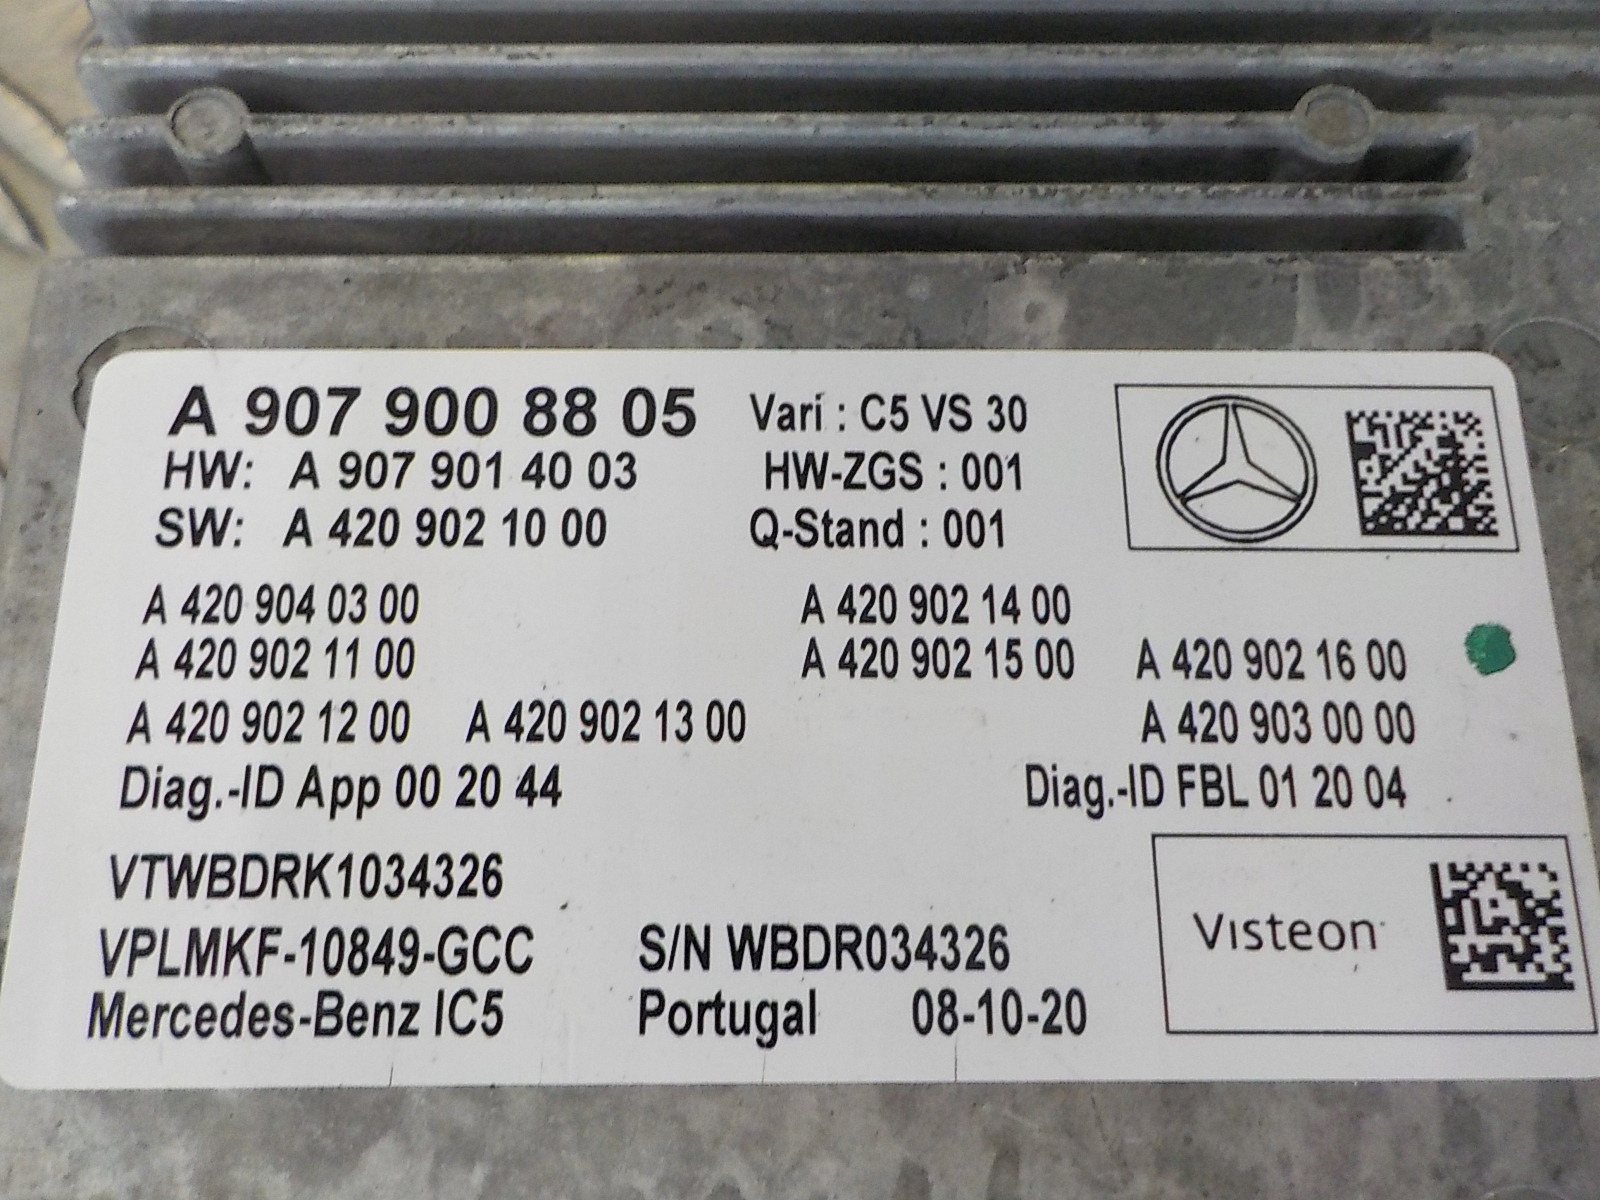 A 907 900 88 05 Vari : C5 VS 30
HW: A 907 901 40 03 HW-ZGS : 001
SW: A 420 902 10 00 Q-Stand : 001
A 420 904 03 00 A 420 902 14 00
A 420 902 11 00 A 420 902 15 00 A 420 902 16 00
A 420 902 12 00 A 420 902 13 00 A 420 903 00 00
Diag.-ID App 00 20 44 Diag.-ID FBL 01 20 04
VTWBDRK1034326
VPLMKF-10849-GCC S/N WBDR034326
Visteon
Mercedes-Benz IC5 Portugal 08-10-20